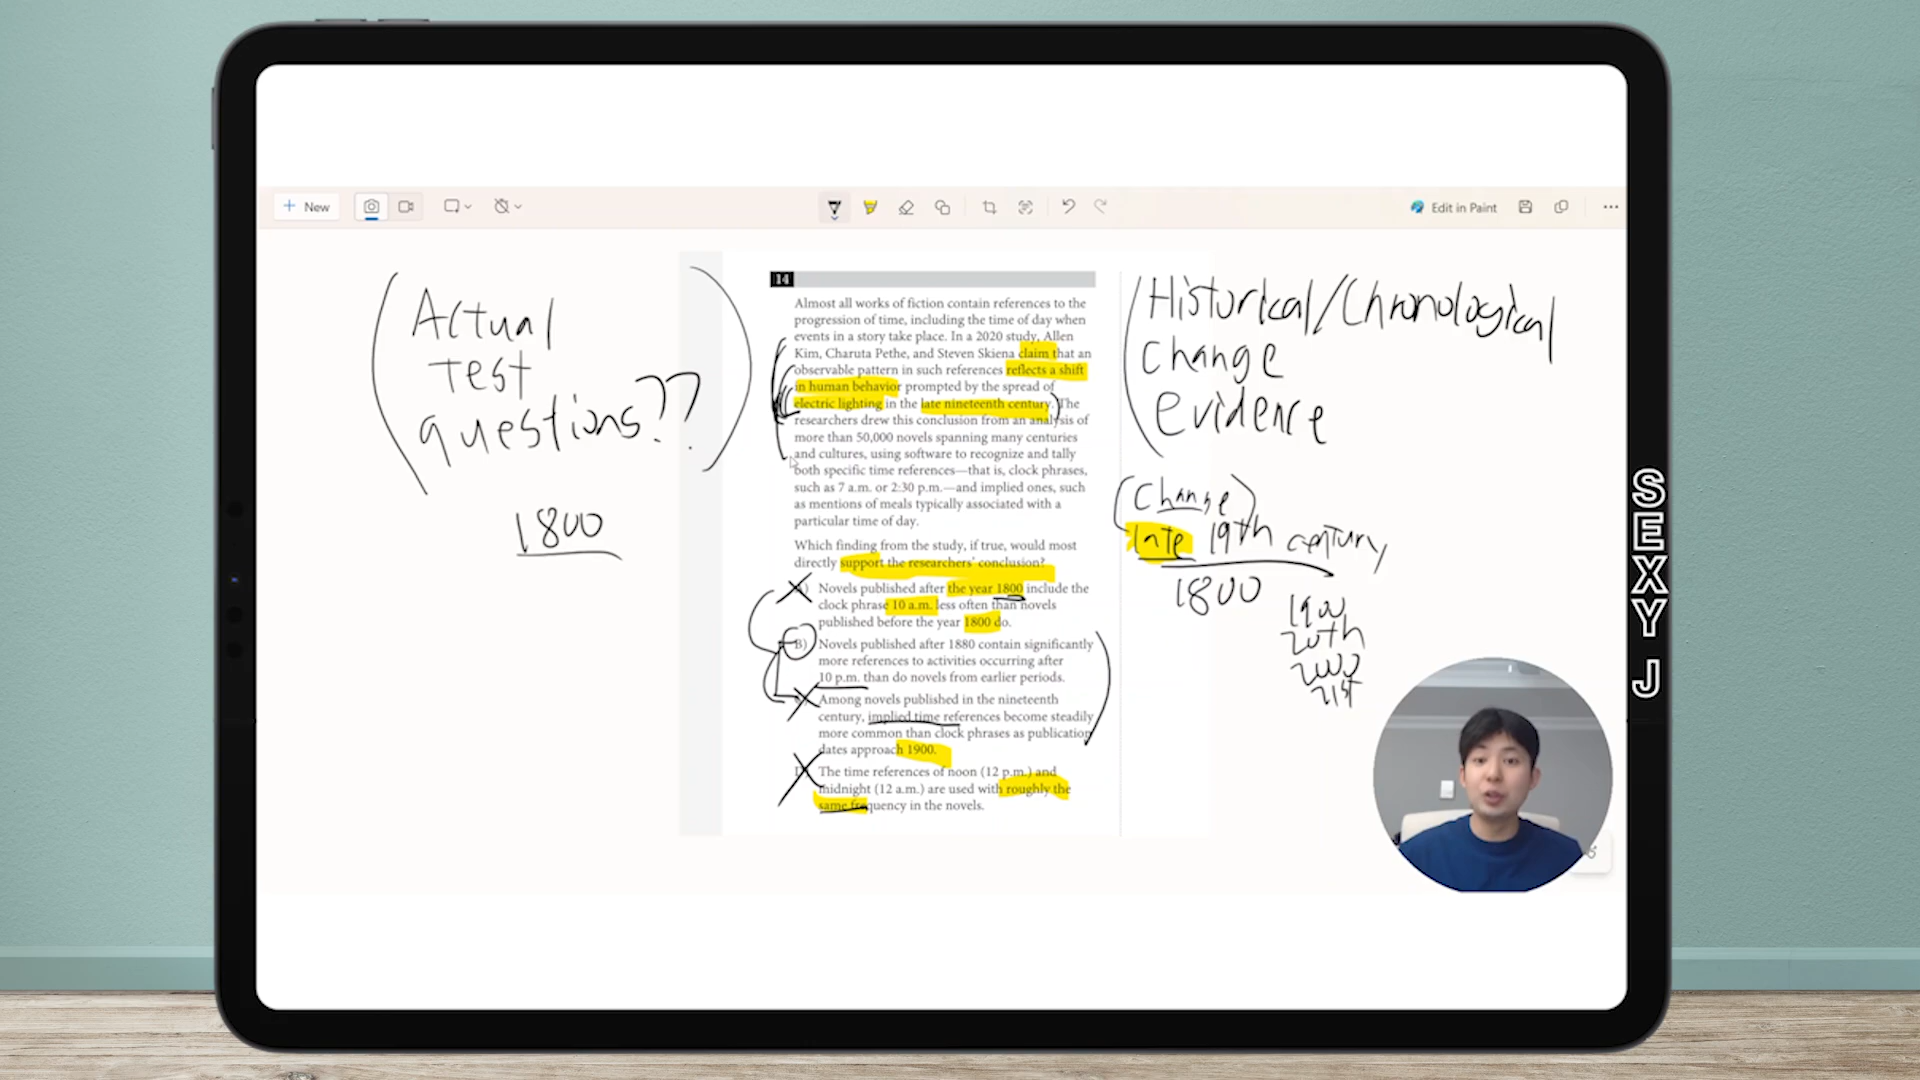 New
Edit in Paint
Actual
Test
questions??
1800
14
Almost all works of fiction contain references to the
progression of time, including the time of day when
events in a story take place. In a 2020 study, Allen
Kim, Charuta Pethe, and Steven Skiena claim that an
observable pattern in such references reflects a shift
in human behavior prompted by the spread of
electric lighting in the late nineteenth century. The
researchers drew this conclusion from an analysis of
more than 50,000 novels spanning many centuries
and cultures, using software to recognize and tally
both specific time references—that is, clock phrases,
such as 7 a.m. or 2:30 p.m.—and implied ones, such
as mentions of meals typically associated with a
particular time of day.
Which finding from the study, if true, would most
directly support the researchers' conclusion?
A) Novels published after the year 1800 include the
clock phrase 10 a.m. less often than novels
published before the year 1800 do.
B) Novels published after 1880 contain significantly
more references to activities occurring after
10 p.m. than do novels from earlier periods.
Among novels published in the nineteenth
century, implied time references become steadily
more common than clock phrases as publication
dates approach 1900.
D) The time references of noon (12 p.m.) and
midnight (12 a.m.) are used with roughly the
same frequency in the novels.
Historical/Chronological
Change
Evidence
Change
late 19th century
1800
1900
20th
2000
21st
SEXY J